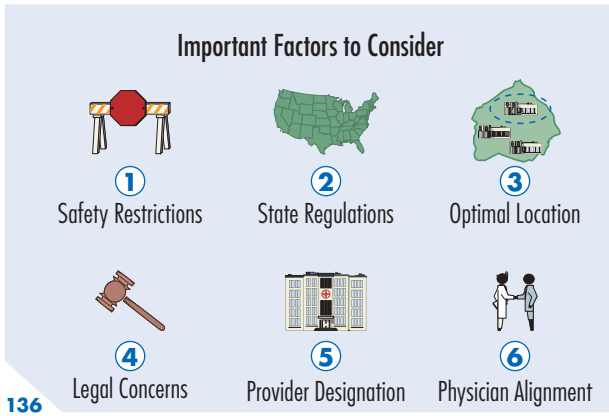 Important Factors to Consider
1
Safety Restrictions
2
State Regulations
3
Optimal Location
4
Legal Concerns
5
Provider Designation
6
Physician Alignment
136